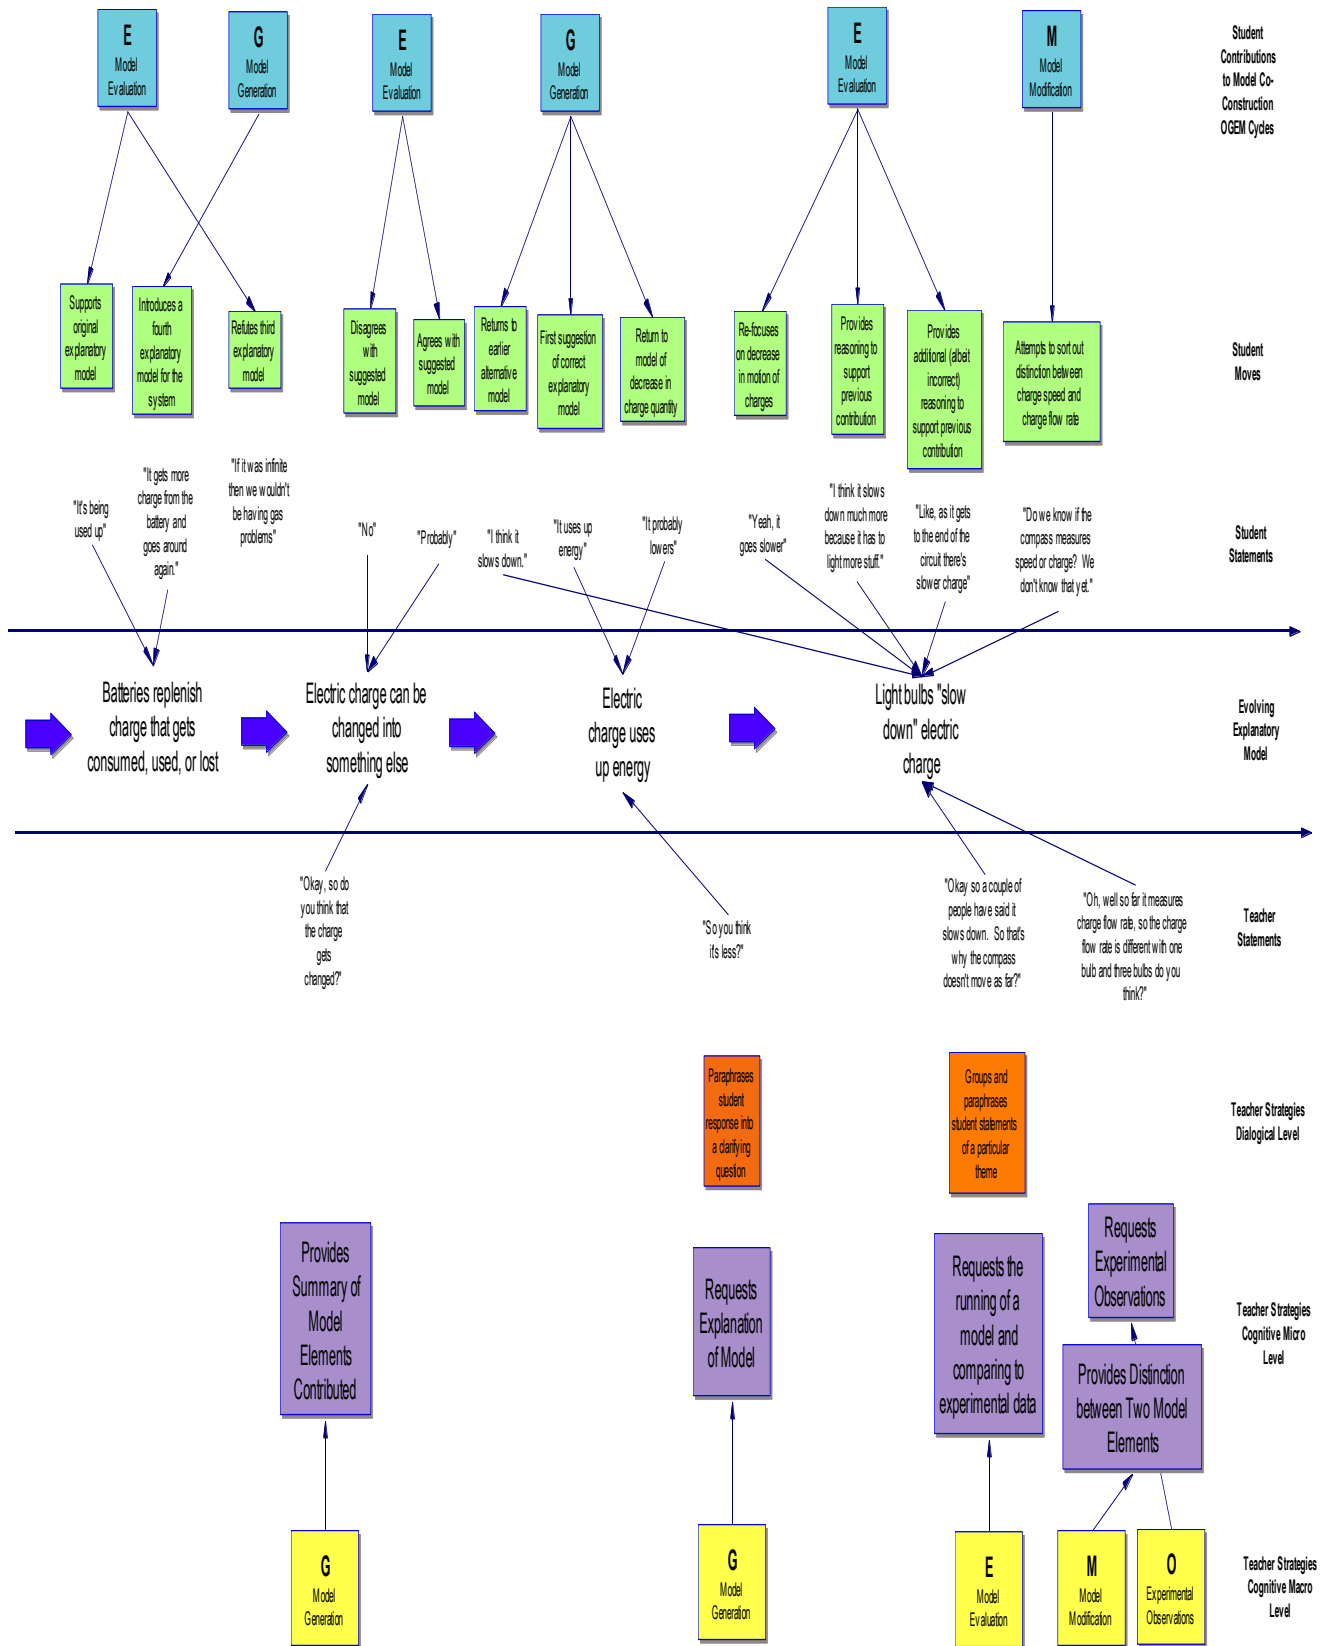 E
Model
Evaluation
G
Model
Generation
E
Model
Evaluation
G
Model
Generation
E
Model
Evaluation
M
Model
Modification
Student
Contributions
to Model Co-
Construction
OGEM Cycles
Supports
original
explanatory
model
Introduces a
fourth
explanatory
model for the
system
Refutes third
explanatory
model
Disagrees
with
suggested
model
Agrees with
suggested
model
Returns to
earlier
alternative
model
First suggestion
of correct
explanatory
model
Return to
model of
decrease in
charge quantity
Re-focuses
on decrease
in motion of
charges
Provides
reasoning to
support
previous
contribution
Provides
additional (albeit
incorrect)
reasoning to
support previous
contribution
Attempts to sort out
distinction between
charge speed and
charge flow rate
Student
Moves
"It's being
used up"
"It gets more
charge from the
battery and
goes around
again."
"If it was infinite
then we wouldn't
be having gas
problems"
"No"
"Probably"
"I think it
slows down."
"It uses up
energy"
"It probably
lowers"
"Yeah, it
goes slower"
"I think it slows
down much more
because it has to
light more stuff."
"Like, as it gets
to the end of the
circuit there's
slower charge"
"Do we know if the
compass measures
speed or charge?  We
don't know that yet."
Student
Statements
Batteries replenish
charge that gets
consumed, used, or lost
Electric charge can be
changed into
something else
Electric
charge uses
up energy
Light bulbs "slow
down" electric
charge
Evolving
Explanatory
Model
"Okay, so do
you think that
the charge
gets
changed?"
"So you think
it's less?"
"Okay so a couple of
people have said it
slows down.  So that's
why the compass
doesn't move as far?"
"Oh, well so far it measures
charge flow rate, so the charge
flow rate is different with one
bulb and three bulbs do you
think?"
Teacher
Statements
Paraphrases
student
response into
a clarifying
question
Groups and
paraphrases
student statements
of a particular
theme
Teacher Strategies
Dialogical Level
Provides
Summary of
Model
Elements
Contributed
Requests
Explanation
of Model
Requests the
running of a
model and
comparing to
experimental data
Requests
Experimental
Observations
Provides Distinction
between Two Model
Elements
Teacher Strategies
Cognitive Micro
Level
G
Model
Generation
G
Model
Generation
E
Model
Evaluation
M
Model
Modification
O
Experimental
Observations
Teacher Strategies
Cognitive Macro
Level